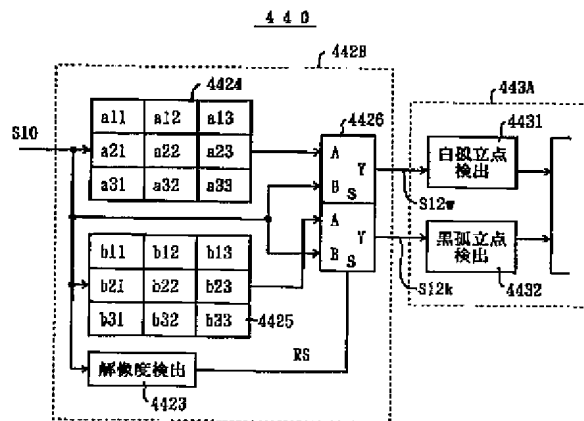 440
442B
4424
443A
a11 a12 a13
4426
4431
S10
a21 a22 a23
A
Y
白孤立点
検出
a31 a32 a33
B
S
S12w
A
Y
黒孤立点
検出
b11 b12 b13
B
S
b21 b22 b23
S12k
4432
b31 b32 b33
4425
RS
解像度検出
4423